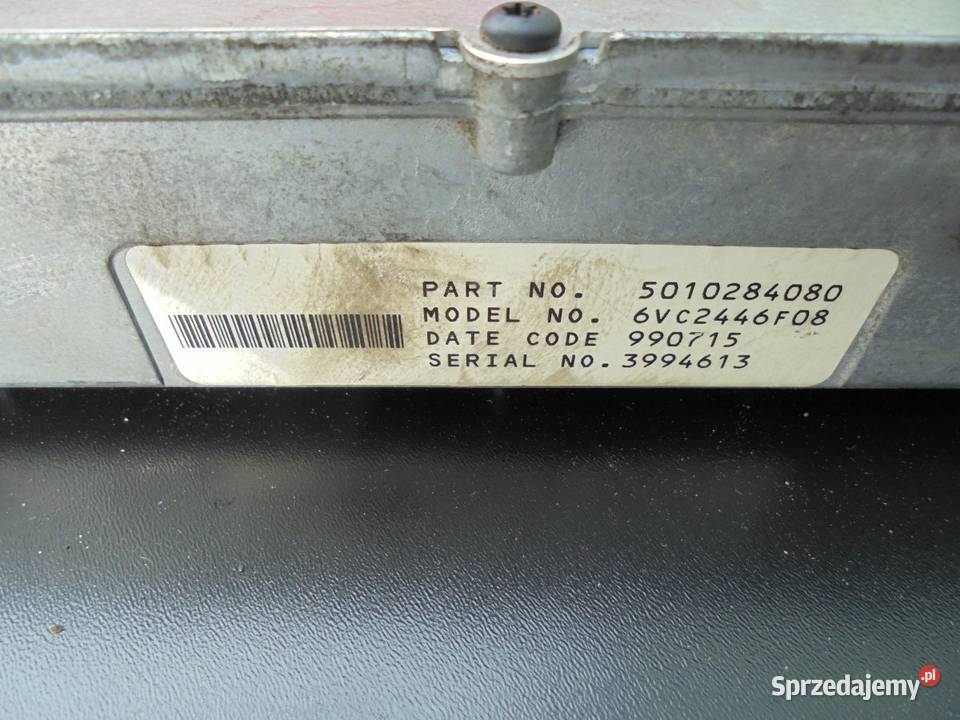 PART NO. 5010284080
MODEL NO. 6VC2446F08
DATE CODE 990715
SERIAL NO. 3994613
Sprzedajemy.pl